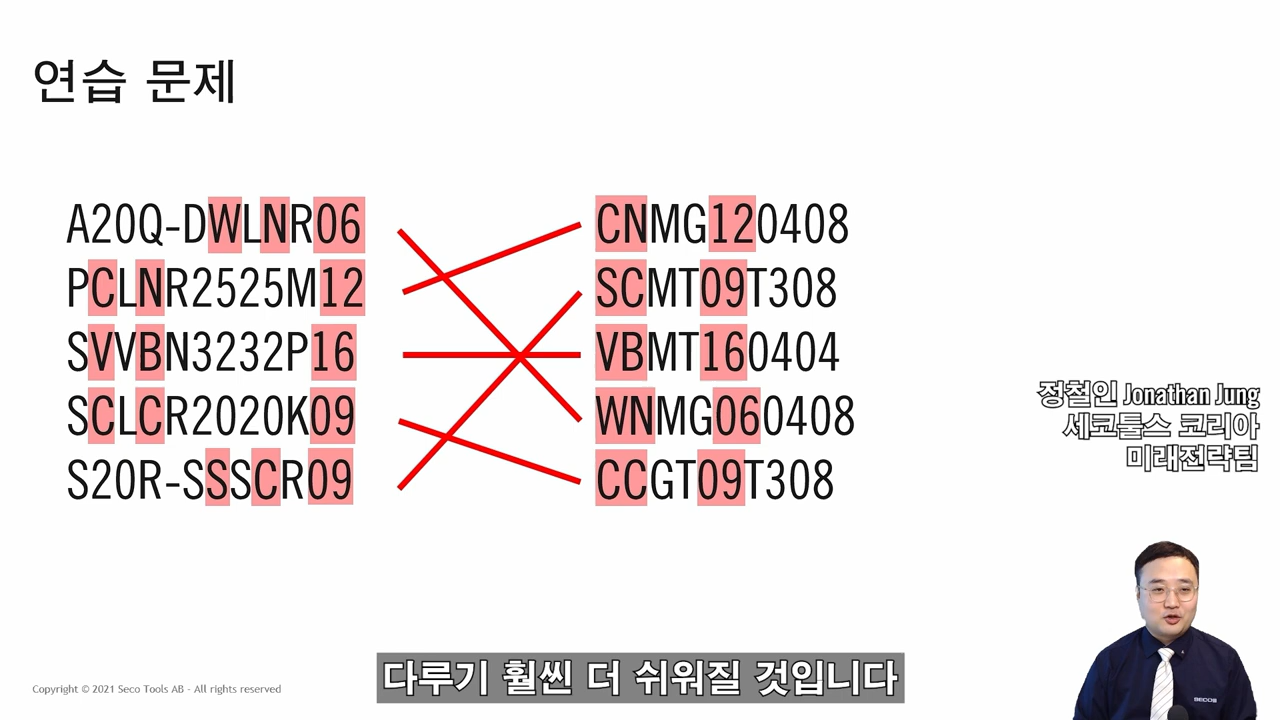 연습 문제
A20Q-DWLNR06
PCLNR2525M12
SVVBN3232P16
SCLCR2020K09
S20R-SSSCR09
CNMG120408
SCMT09T308
VBMT160404
WNMG060408
CCGT09T308
정철인 Jonathan Jung
세코툴스 코리아
미래전략팀
SECO
다루기 훨씬 더 쉬워질 것입니다
Copyright © 2021 Seco Tools AB - All rights reserved